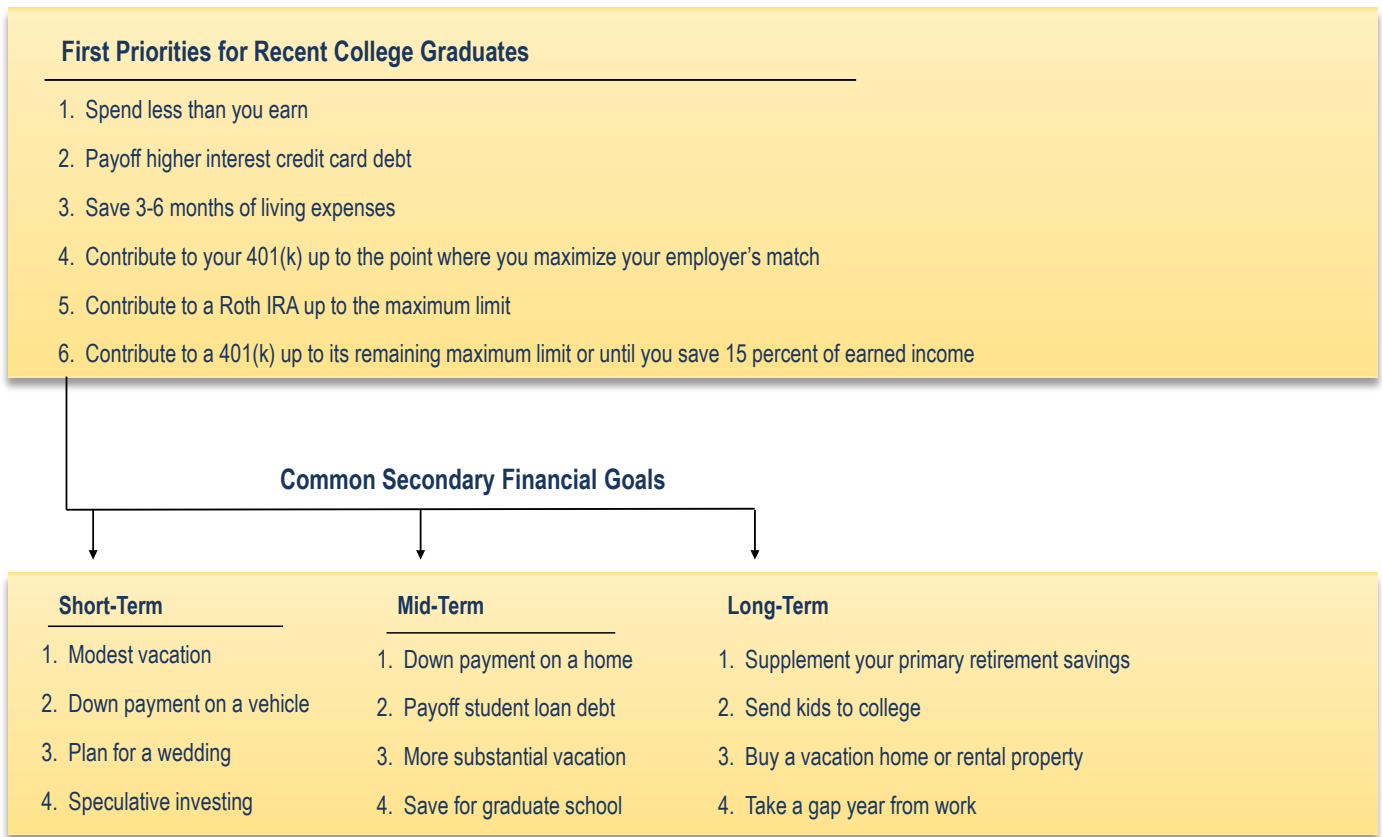 First Priorities for Recent College Graduates
1. Spend less than you earn
2. Payoff higher interest credit card debt
3. Save 3-6 months of living expenses
4. Contribute to your 401(k) up to the point where you maximize your employer’s match
5. Contribute to a Roth IRA up to the maximum limit
6. Contribute to a 401(k) up to its remaining maximum limit or until you save 15 percent of earned income
Common Secondary Financial Goals
Short-Term
1. Modest vacation
2. Down payment on a vehicle
3. Plan for a wedding
4. Speculative investing
Mid-Term
1. Down payment on a home
2. Payoff student loan debt
3. More substantial vacation
4. Save for graduate school
Long-Term
1. Supplement your primary retirement savings
2. Send kids to college
3. Buy a vacation home or rental property
4. Take a gap year from work